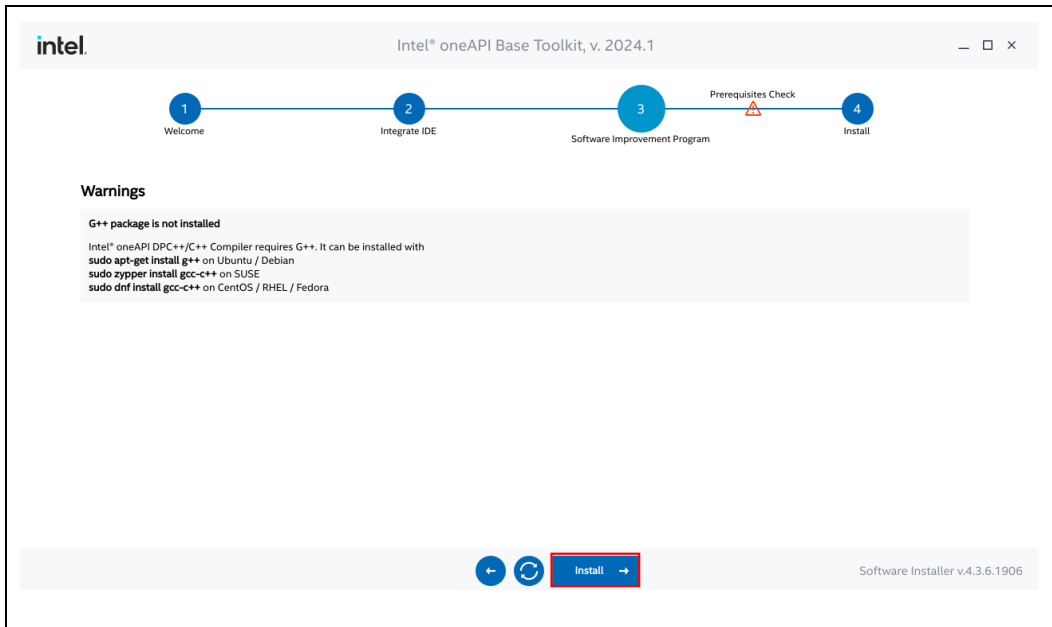 intel.
Intel® oneAPI Base Toolkit, v. 2024.1
Prerequisites Check
1
2
3
4
Welcome
Integrate IDE
Software Improvement Program
Install
Warnings
G++ package is not installed
Intel® oneAPI DPC++/C++ Compiler requires G++. It can be installed with
sudo apt-get install g++ on Ubuntu / Debian
sudo zypper install gcc-c++ on SUSE
sudo dnf install gcc-c++ on CentOS / RHEL / Fedora
Install
Software Installer v.4.3.6.1906